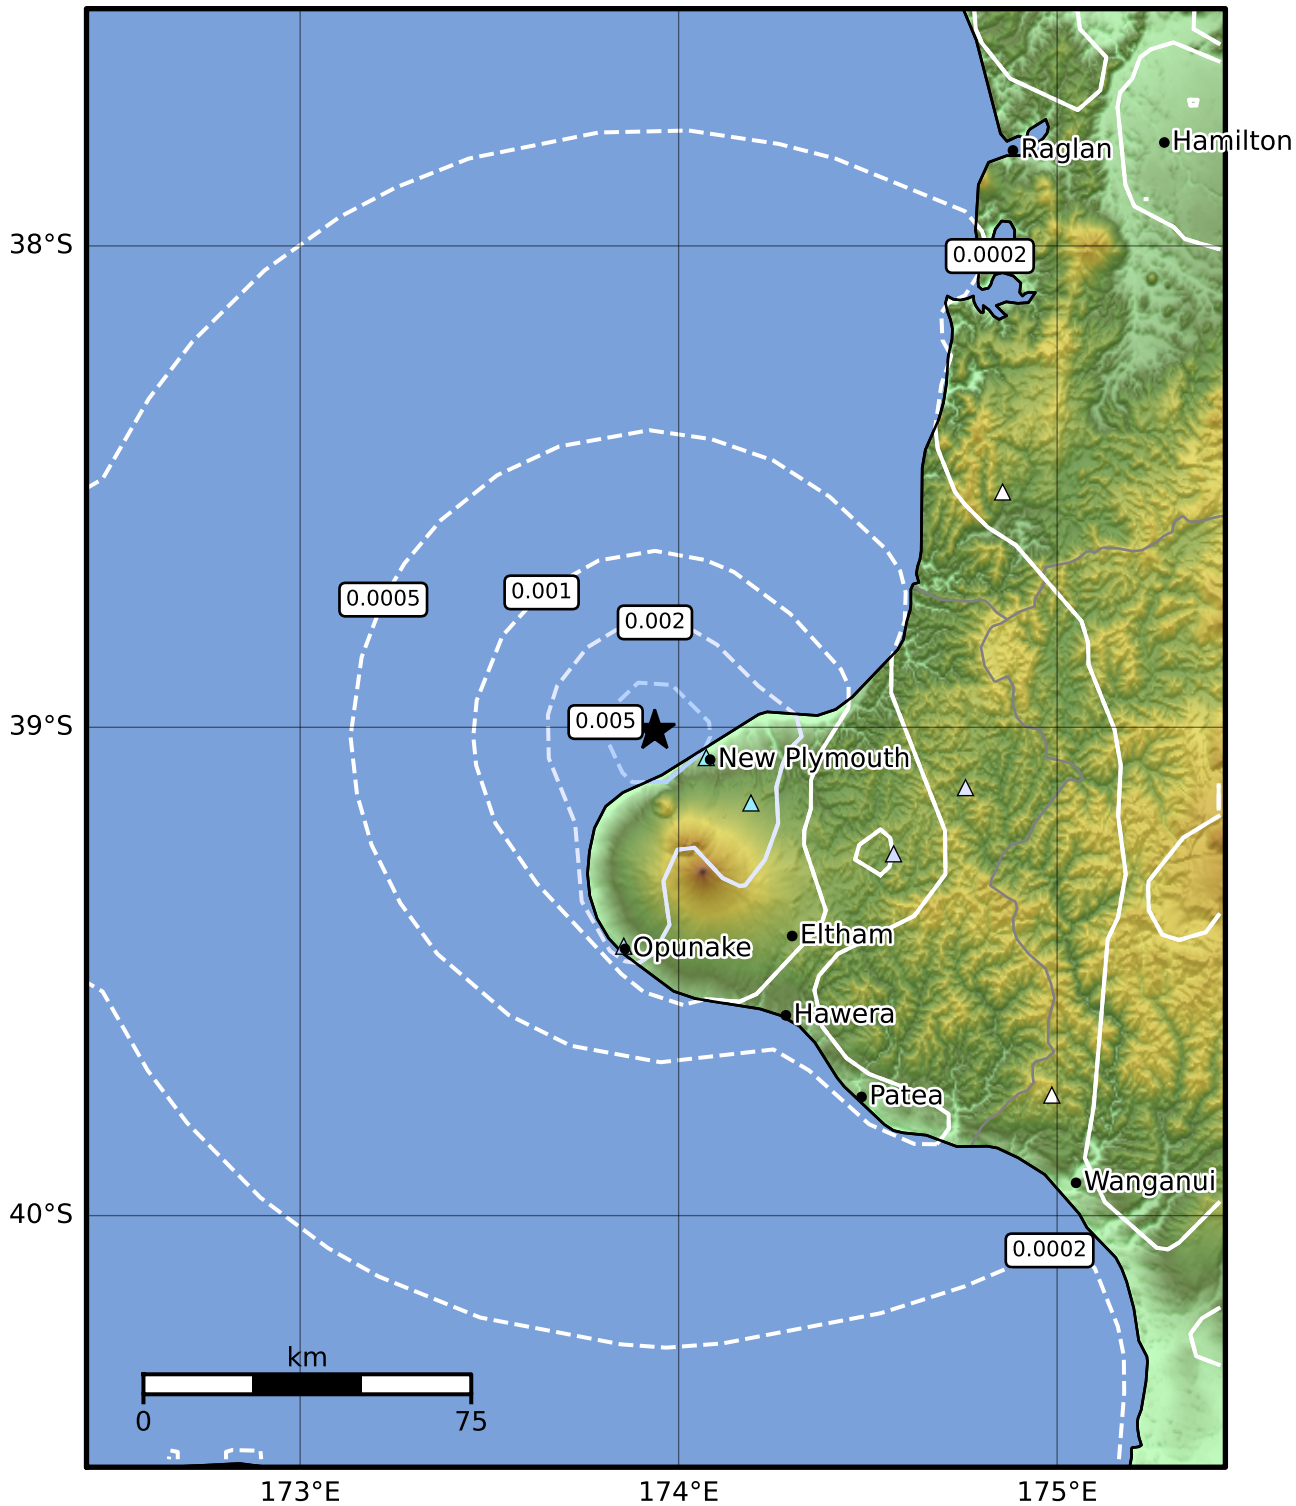 Raglan
Hamilton
38°S
0.0002
0.0005
0.001
0.002
39°S
0.005
New Plymouth
Opunake
Eltham
Hawera
Patea
Wanganui
40°S
0.0002
km
0 75
173°E 174°E 175°E